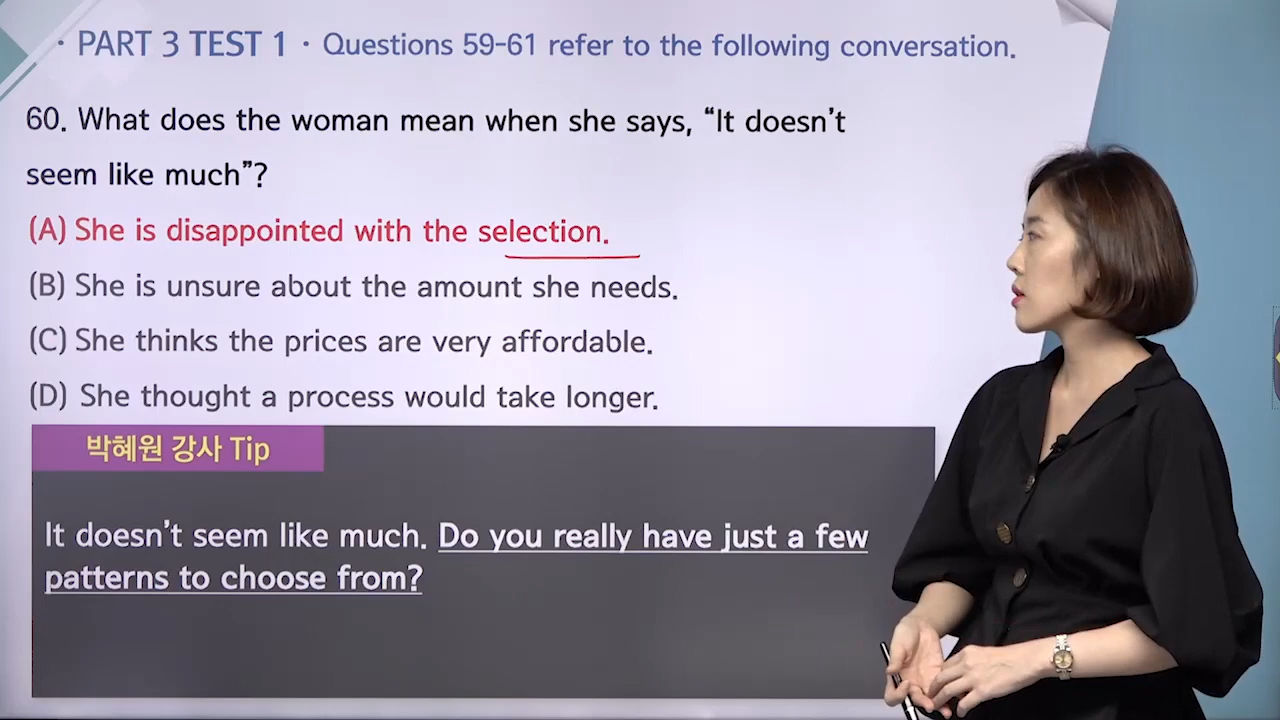 · PART 3 TEST 1 · Questions 59-61 refer to the following conversation.
60. What does the woman mean when she says, “It doesn’t
seem like much”?
(A) She is disappointed with the selection.
(B) She is unsure about the amount she needs.
(C) She thinks the prices are very affordable.
(D) She thought a process would take longer.
박혜원 강사 Tip
It doesn’t seem like much. Do you really have just a few
patterns to choose from?